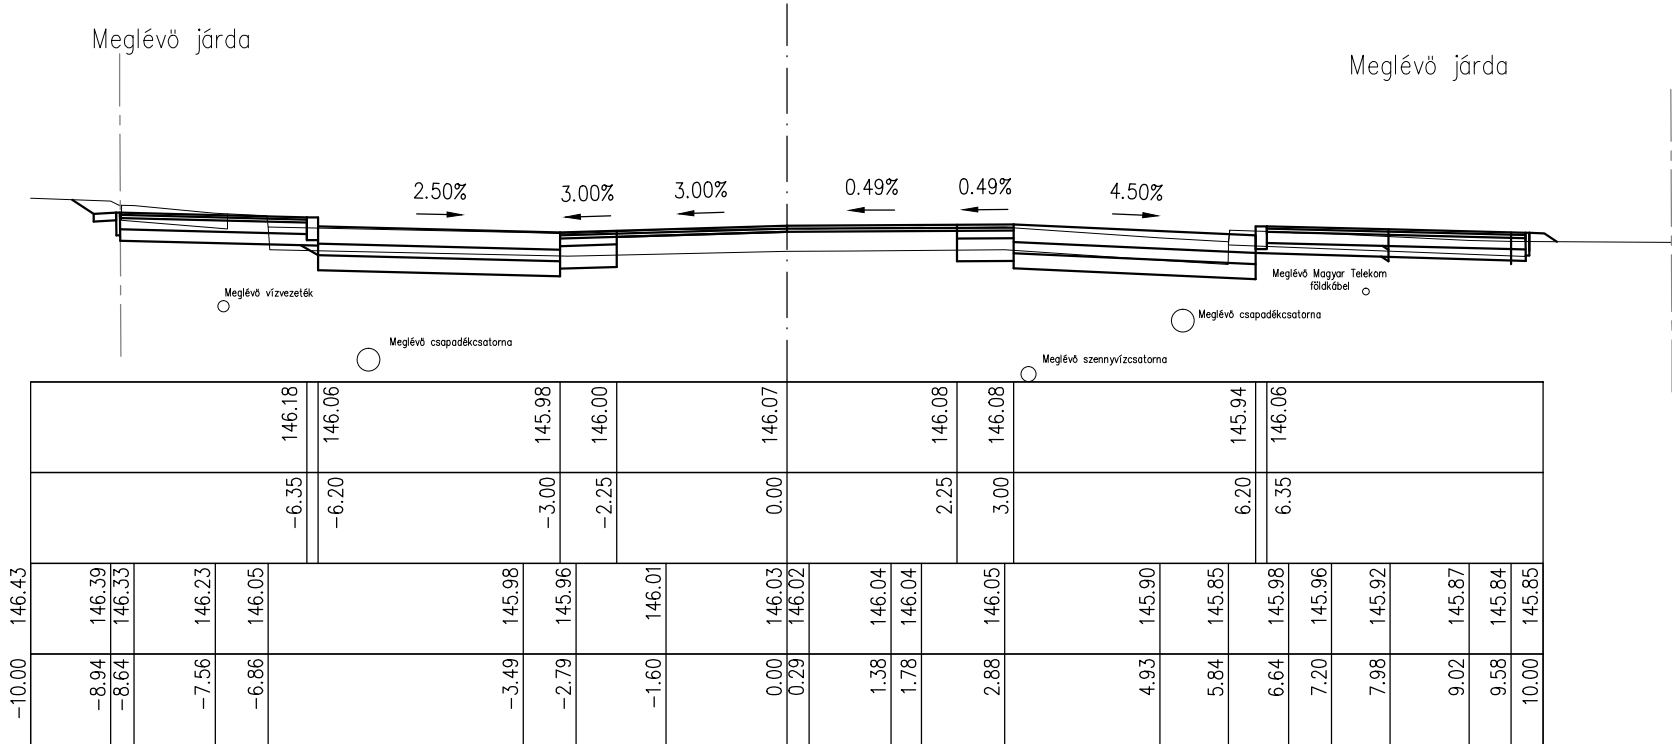 Meglévő járda
Meglévő járda
2.50%
3.00%
3.00%
0.49%
0.49%
4.50%
Meglévő vízvezeték
Meglévő Magyar Telekom
földkábel
Meglévő csapadékcsatorna
Meglévő csapadékcsatorna
Meglévő szennyvízcsatorna
146.18 146.06 145.98 146.00 146.07 146.08 146.08 145.94 146.06
-6.35 -6.20 -3.00 -2.25 0.00 2.25 3.00 6.20 6.35
146.43 146.39 146.33 146.23 146.05 145.98 145.96 146.01 146.03 146.02 146.04 146.04 146.05 145.90 145.85 145.98 145.96 145.92 145.87 145.84 145.85
-10.00 -8.94 -8.64 -7.56 -6.86 -3.49 -2.79 -1.60 0.00 0.29 1.38 1.78 2.88 4.93 5.84 6.64 7.20 7.98 9.02 9.58 10.00